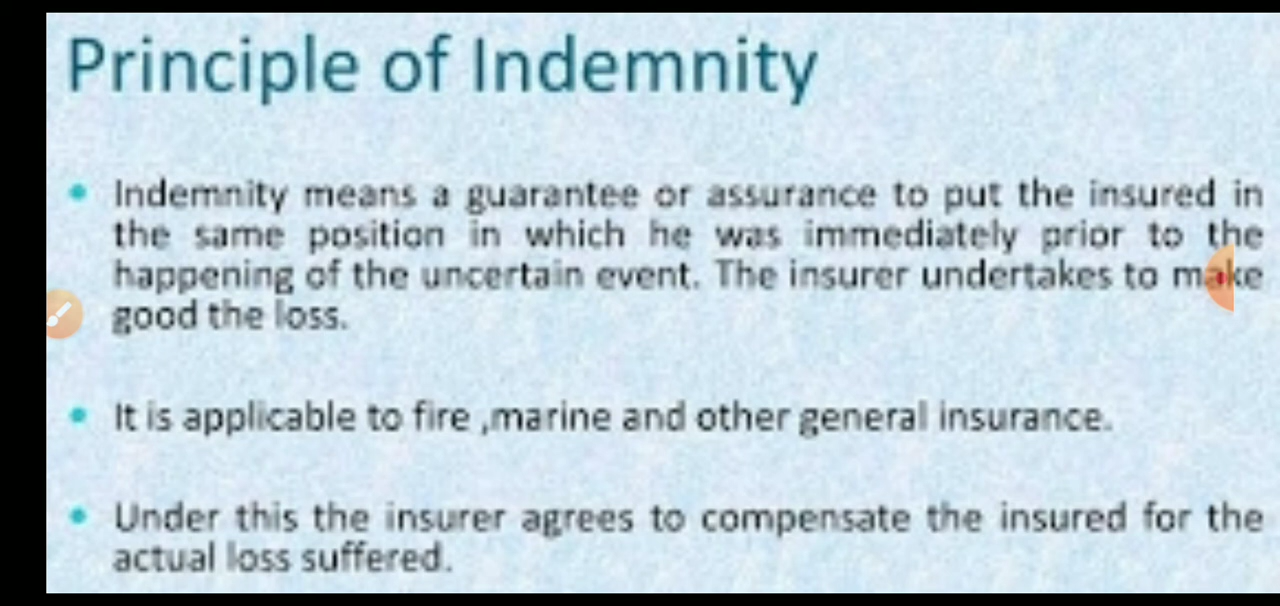 Principle of Indemnity
Indemnity means a guarantee or assurance to put the insured in
the same position in which he was immediately prior to the
happening of the uncertain event. The insurer undertakes to make
good the loss.
It is applicable to fire ,marine and other general insurance.
Under this the insurer agrees to compensate the insured for the
actual loss suffered.